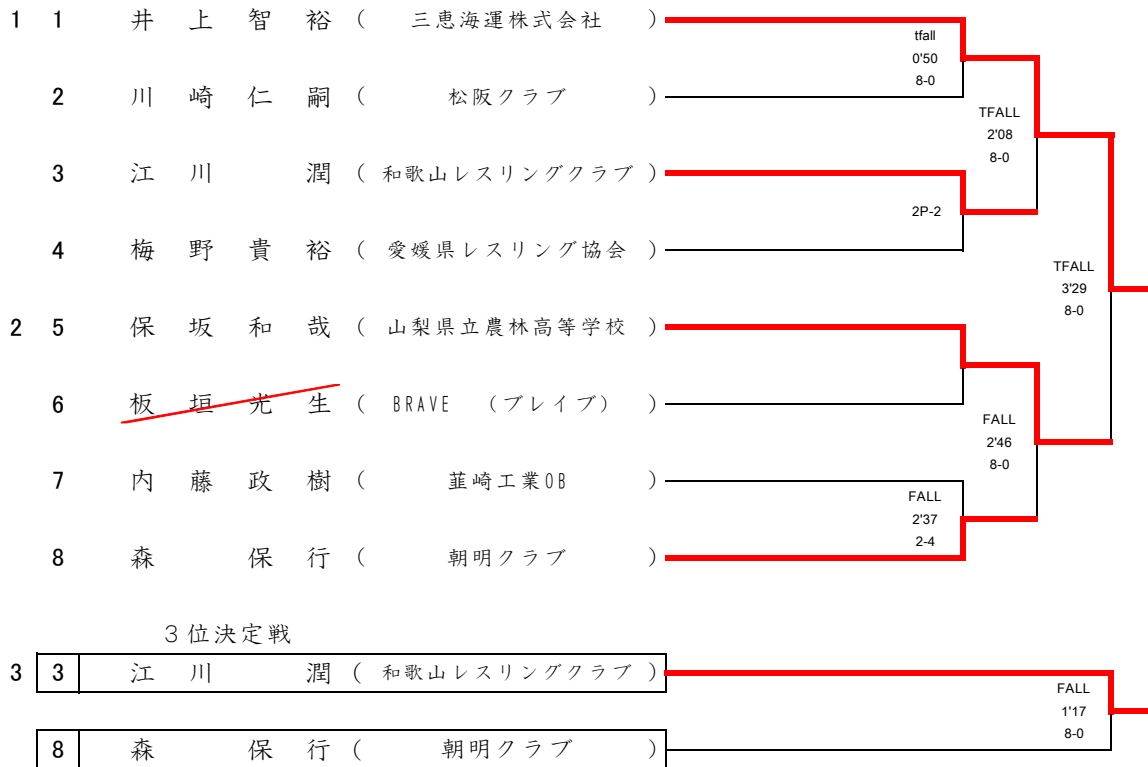 1 1 井上智裕 ( 三恵海運株式会社 )
tfall
0'50
8-0
2 川崎仁嗣 ( 松阪クラブ )
TFALL
2'08
8-0
3 江川 潤 ( 和歌山レスリングクラブ )
2P-2
4 梅野貴裕 ( 愛媛県レスリング協会 )
TFALL
3'29
8-0
2 5 保坂和哉 ( 山梨県立農林高等学校 )
6 板垣光生 ( BRAVE (ブレイブ) )
FALL
2'46
8-0
7 内藤政樹 ( 韮崎工業OB )
FALL
2'37
2-4
8 森 保行 ( 朝明クラブ )
3位決定戦
3 3 江川 潤 ( 和歌山レスリングクラブ )
FALL
1'17
8-0
8 森 保行 ( 朝明クラブ )